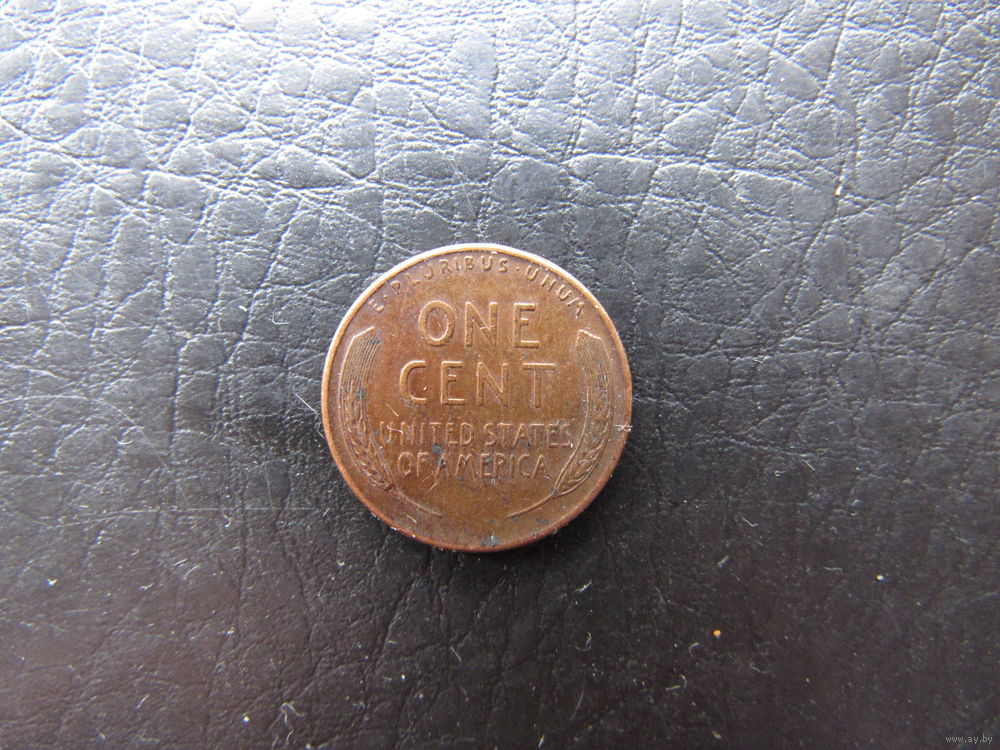 E·PLURIBUS·UNUM
ONE
CENT
UNITED STATES
OF AMERICA
www.ay.by